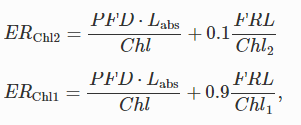 ER_Chl2 = PFD · L_abs / Chl + 0.1 FRL / Chl_2
ER_Chl1 = PFD · L_abs / Chl + 0.9 FRL / Chl_1,